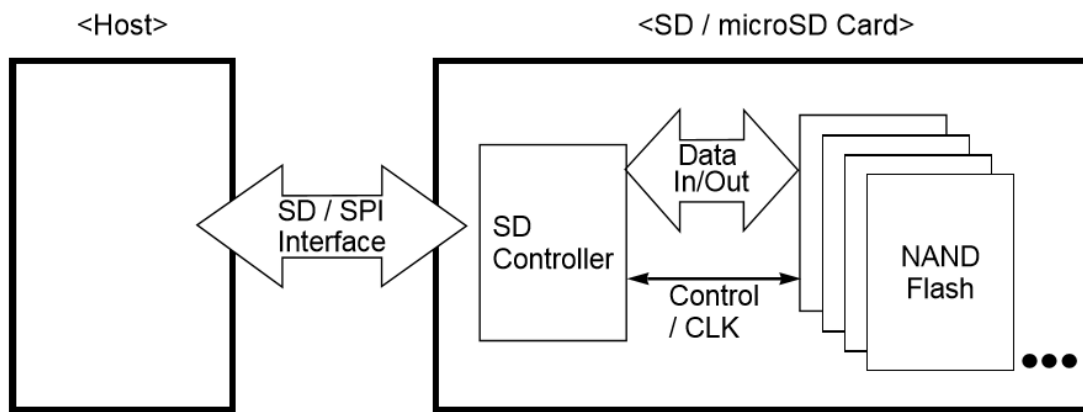 <Host>
<SD / microSD Card>
SD / SPI
Interface
SD
Controller
Data
In/Out
Control
/ CLK
NAND
Flash